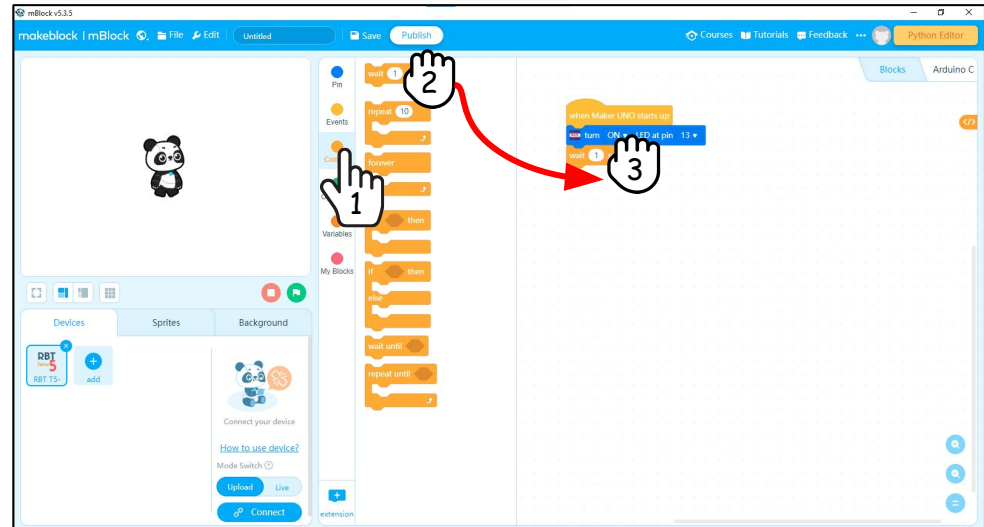 mBlock v5.3.5
makeblock | mBlock File Edit Untitled Save Publish Courses Tutorials Feedback ••• Python Editor
Blocks Arduino C
Pin
Events
Variables
My Blocks
extension
wait 1
repeat 10
forever
then
if then
else
wait until
repeat until
1
2
3
when Maker UNO starts up
turn ON LED at pin 13
wait 1
</>
Devices Sprites Background
RBT
5
RBT T5-
add
Connect your device
How to use device?
Mode Switch
Upload Live
Connect